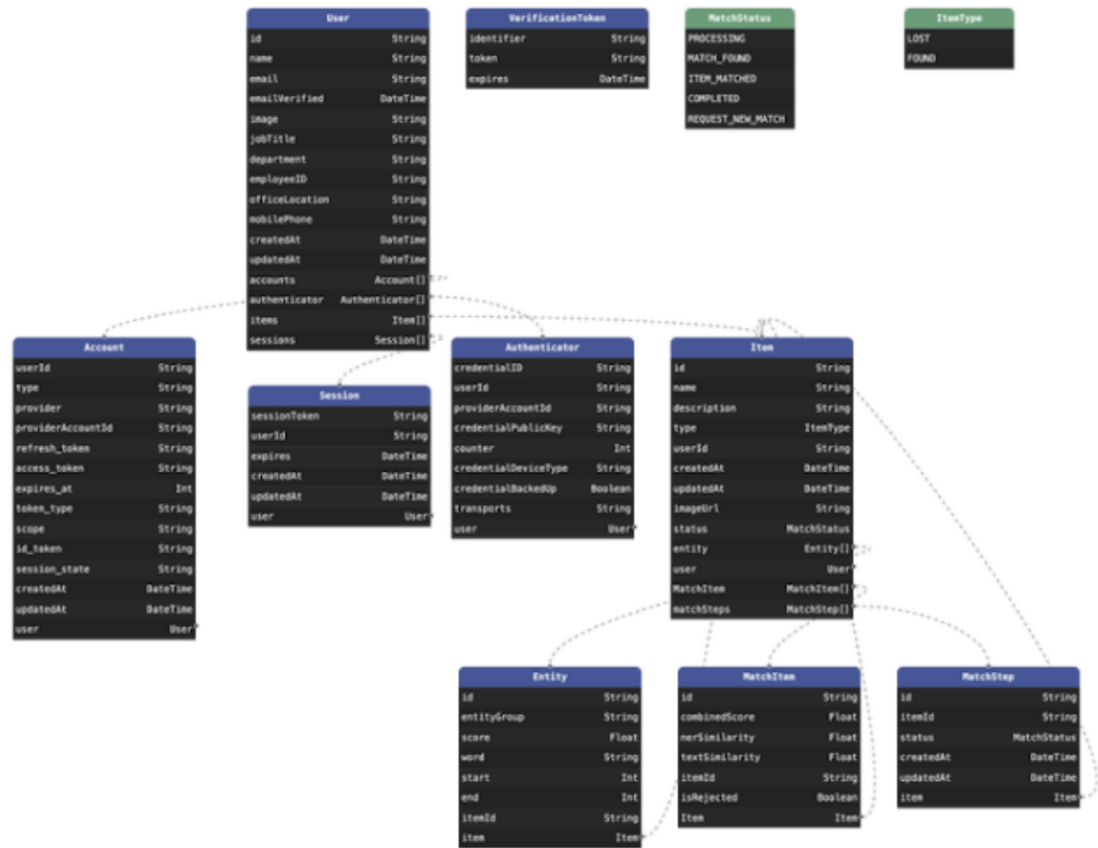 User
id String
name String
email String
emailVerified DateTime
image String
jobTitle String
department String
employeeID String
officeLocation String
mobilePhone String
createdAt DateTime
updatedAt DateTime
accounts Account[]
authenticator Authenticator[]
items Item[]
sessions Session[]
VerificationToken
identifier String
token String
expires DateTime
MatchStatus
PROCESSING
MATCH_FOUND
ITEM_MATCHED
COMPLETED
REQUEST_NEW_MATCH
ItemType
LOST
FOUND
Account
userId String
type String
provider String
providerAccountId String
refresh_token String
access_token String
expires_at Int
token_type String
scope String
id_token String
session_state String
createdAt DateTime
updatedAt DateTime
user User
Session
sessionToken String
userId String
expires DateTime
createdAt DateTime
updatedAt DateTime
user User
Authenticator
credentialID String
userId String
providerAccountId String
credentialPublicKey String
counter Int
credentialDeviceType String
credentialBackedUp Boolean
transports String
user User
Item
id String
name String
description String
type ItemType
userId String
createdAt DateTime
updatedAt DateTime
imageUrl String
status MatchStatus
entity Entity[]
user User
MatchItem MatchItem[]
matchSteps MatchStep[]
Entity
id String
entityGroup String
score Float
word String
start Int
end Int
itemId String
item Item
MatchItem
id String
combinedScore Float
nerSimilarity Float
textSimilarity Float
itemId String
isRejected Boolean
Item Item
MatchStep
id String
itemId String
status MatchStatus
createdAt DateTime
updatedAt DateTime
item Item